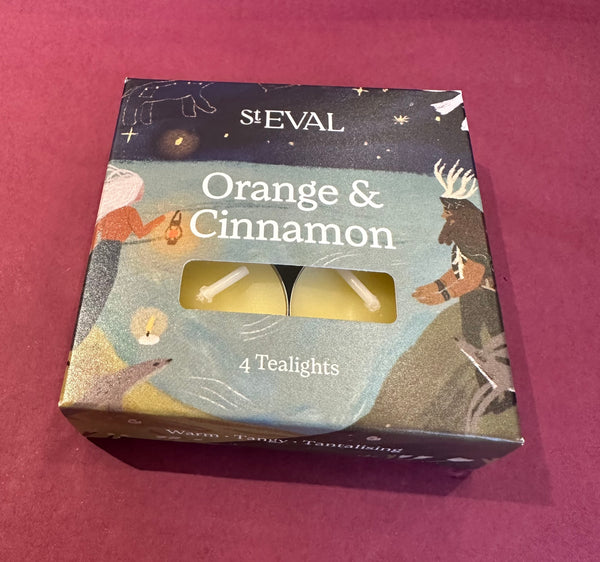 St EVAL
Orange &
Cinnamon
4 Tealights
Warm · Tangy · Tantalising